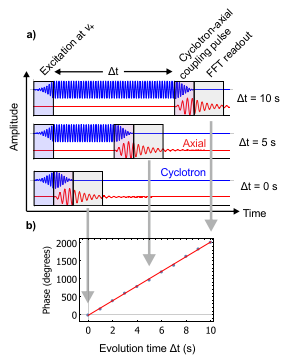 a)
Excitation at ν₊
Δt
Cyclotron-axial
coupling pulse
FFT readout
Amplitude
Δt = 10 s
Axial
Δt = 5 s
Cyclotron
Δt = 0 s
Time
b)
Phase (degrees)
2000
1500
1000
500
0
0 2 4 6 8 10
Evolution time Δt (s)